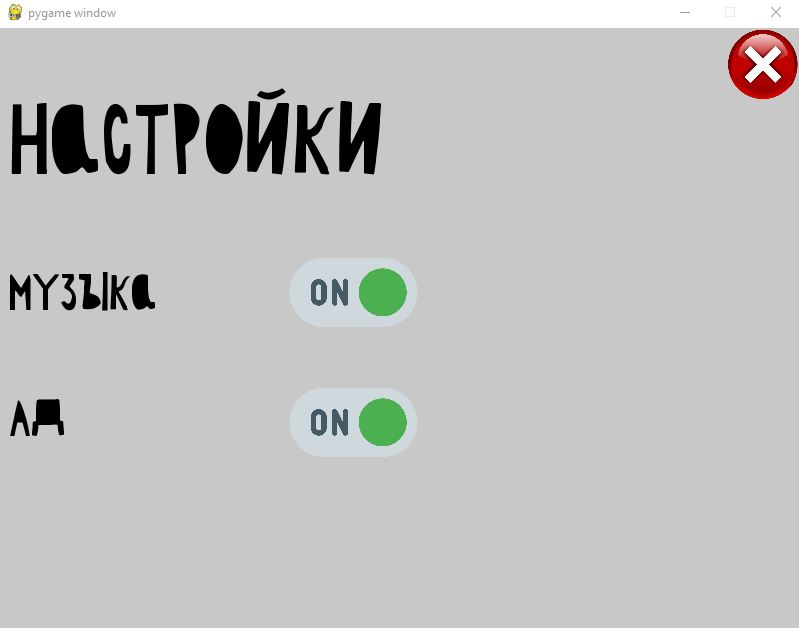 pygame window
Настройки
Музыка
ON
Ад
ON